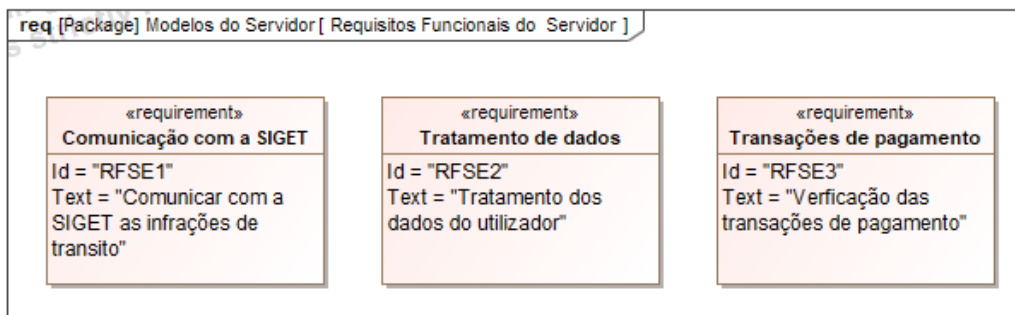 req [Package] Modelos do Servidor [ Requisitos Funcionais do Servidor ]
«requirement»
Comunicação com a SIGET
Id = "RFSE1"
Text = "Comunicar com a
SIGET as infrações de
transito"
«requirement»
Tratamento de dados
Id = "RFSE2"
Text = "Tratamento dos
dados do utilizador"
«requirement»
Transações de pagamento
Id = "RFSE3"
Text = "Verficação das
transações de pagamento"